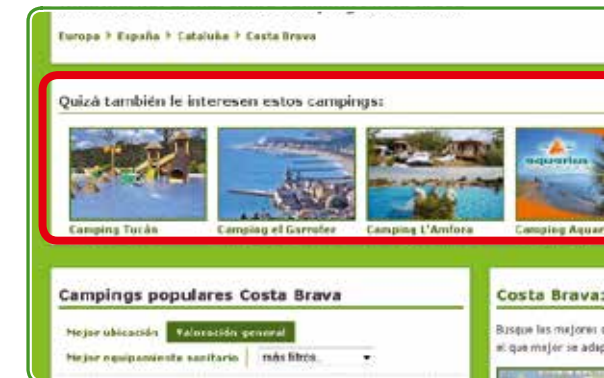 Europa > España > Cataluña > Costa Brava
Quizá también le interesen estos campings:
aquarius
Camping Tucán
Camping el Garrofer
Camping L'Amfora
Camping Aquar
Campings populares Costa Brava
Mejor ubicación Valoración general
Mejor equipamiento sanitario más filtros...
Costa Brava:
Busque los mejores c
el que mejor se adap